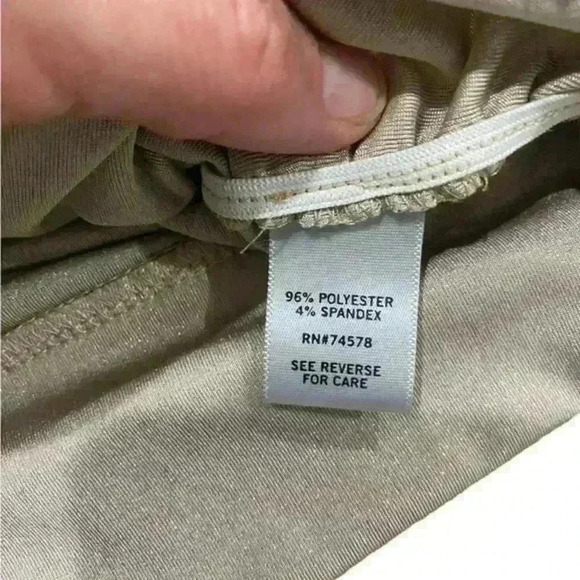 96% POLYESTER
4% SPANDEX
RN#74578
SEE REVERSE
FOR CARE